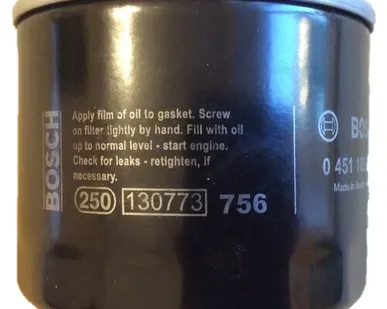 BOSCH
Apply film of oil to gasket. Screw
on filter tightly by hand. Fill with oil
up to normal level - start engine.
Check for leaks - retighten, if
necessary.
250 130773 756
0 451
Made in